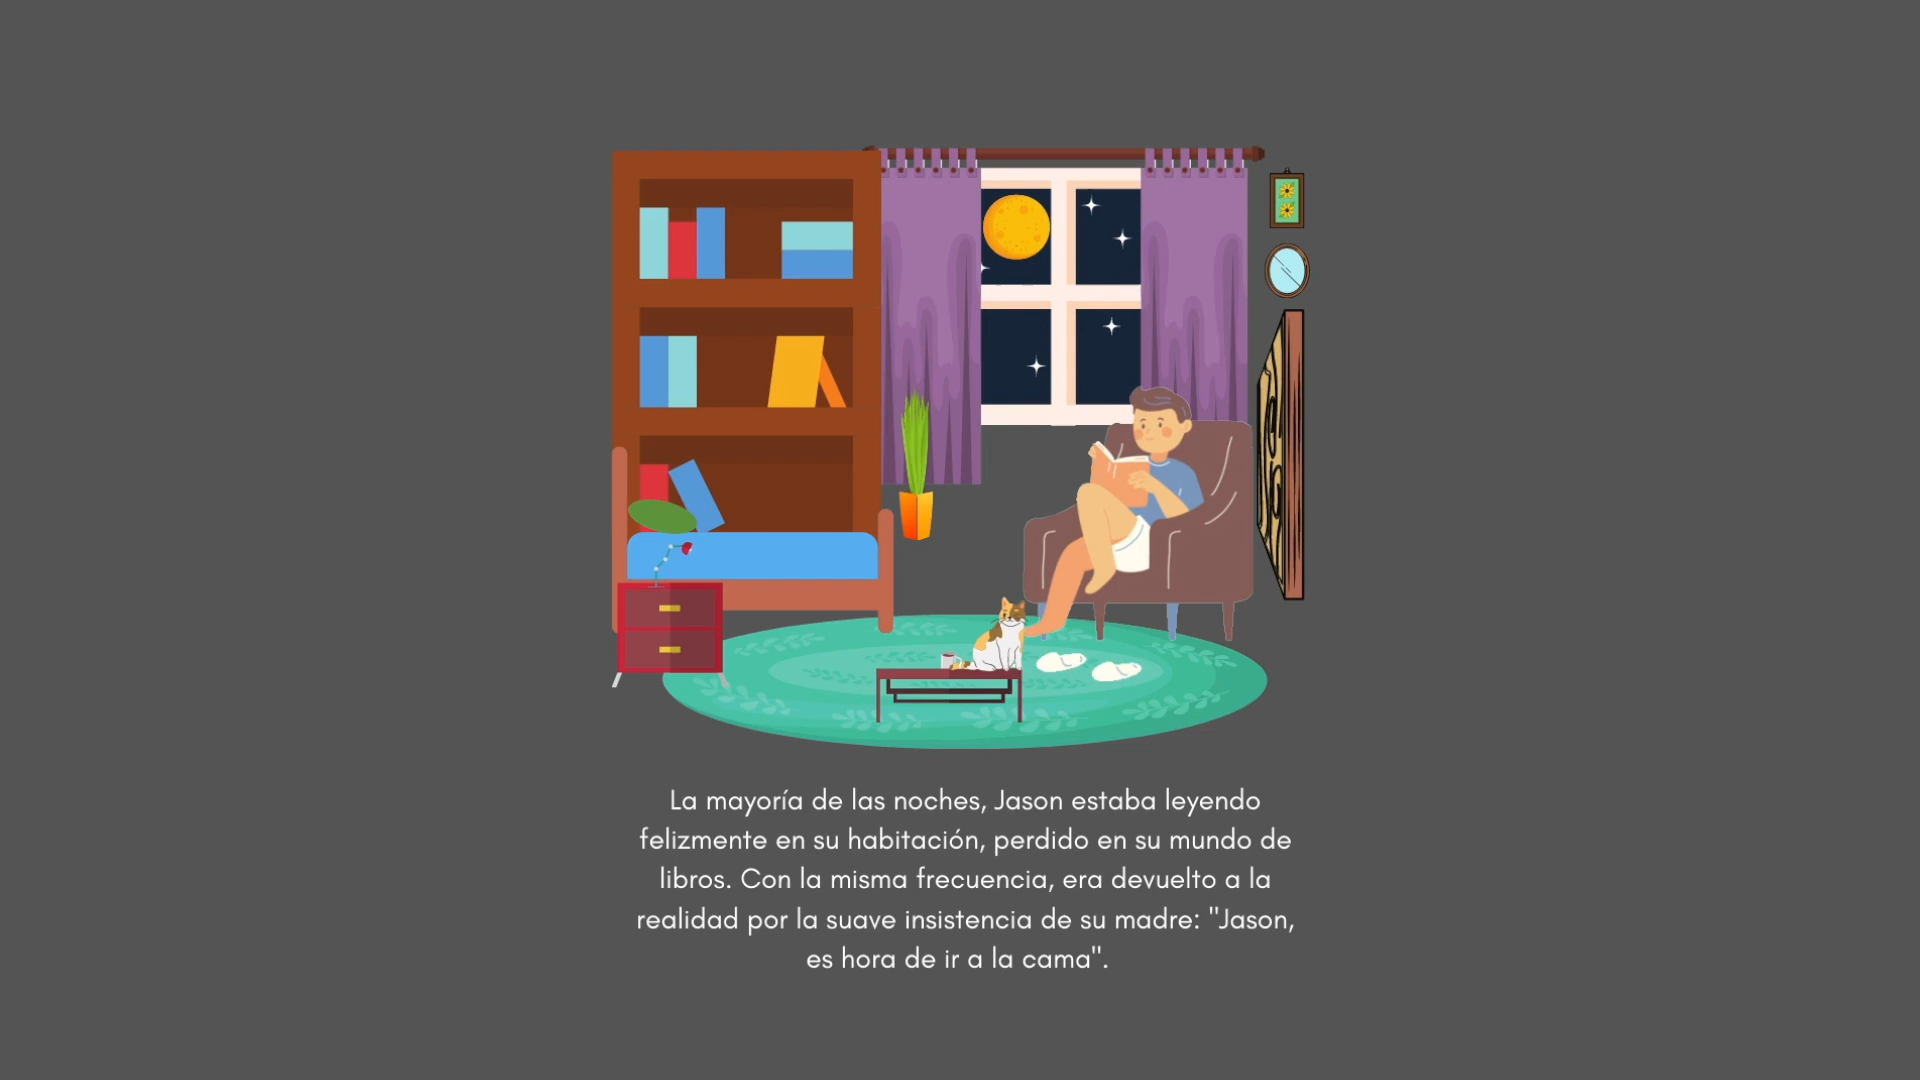 La mayoría de las noches, Jason estaba leyendo
felizmente en su habitación, perdido en su mundo de
libros. Con la misma frecuencia, era devuelto a la
realidad por la suave insistencia de su madre: "Jason,
es hora de ir a la cama".